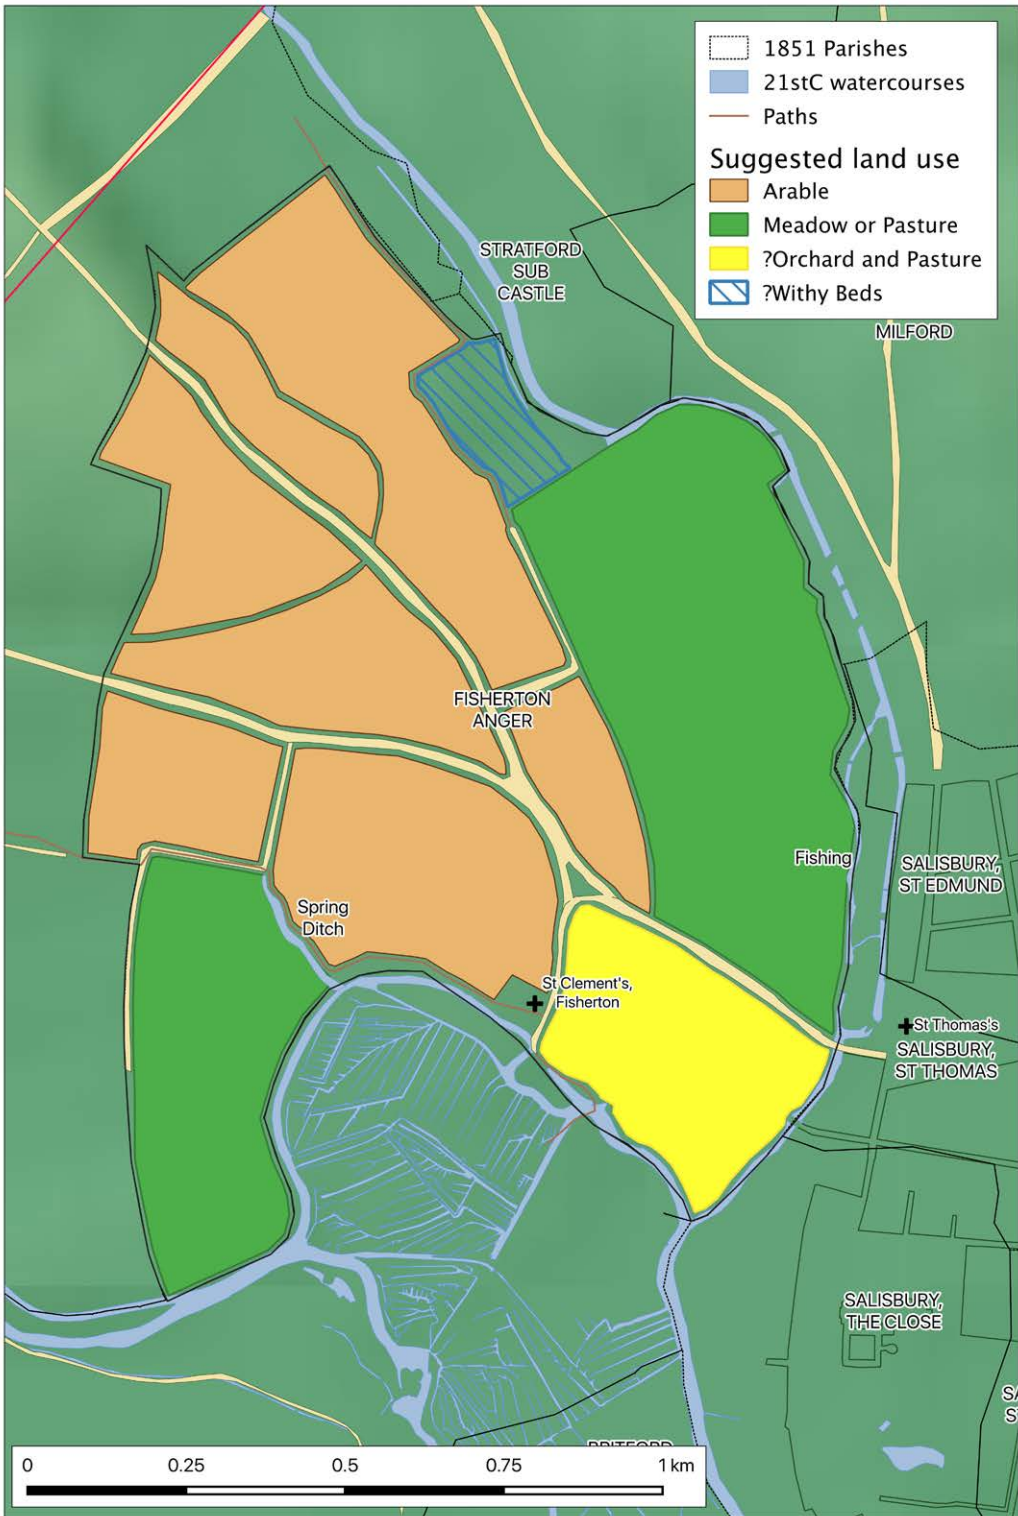 1851 Parishes
21stC watercourses
Paths
Suggested land use
Arable
Meadow or Pasture
?Orchard and Pasture
?Withy Beds
STRATFORD
SUB
CASTLE
MILFORD
FISHERTON
ANGER
Fishing
SALISBURY,
ST EDMUND
Spring
Ditch
St Clement's,
Fisherton
St Thomas's
SALISBURY,
ST THOMAS
SALISBURY,
THE CLOSE
SA
S
BRITFORD
0 0.25 0.5 0.75 1 km